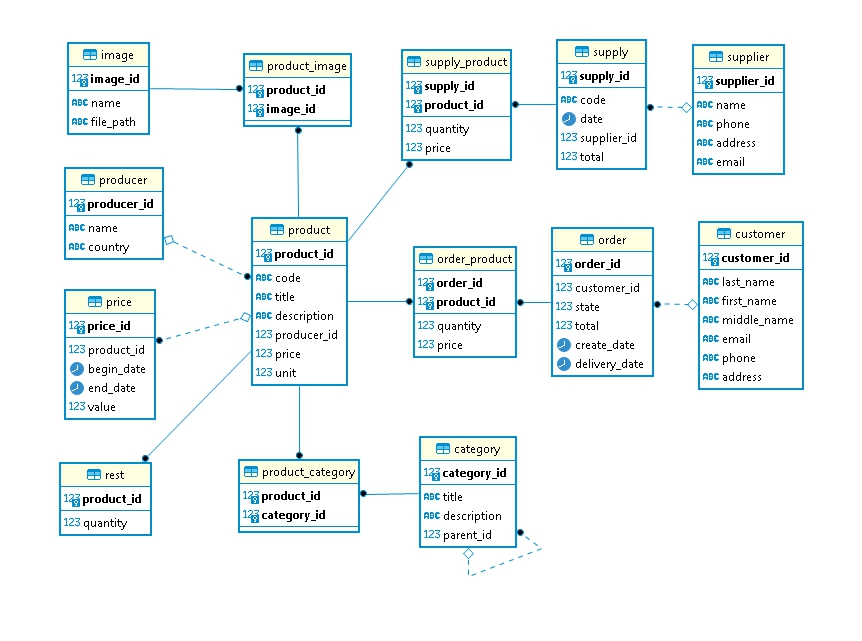 image
123 image_id
ABC name
ABC file_path
product_image
123 product_id
123 image_id
supply_product
123 supply_id
123 product_id
123 quantity
123 price
supply
123 supply_id
ABC code
date
123 supplier_id
123 total
supplier
123 supplier_id
ABC name
ABC phone
ABC address
ABC email
producer
123 producer_id
ABC name
ABC country
product
123 product_id
ABC code
ABC title
ABC description
123 producer_id
123 price
123 unit
order_product
123 order_id
123 product_id
123 quantity
123 price
order
123 order_id
123 customer_id
123 state
123 total
create_date
delivery_date
customer
123 customer_id
ABC last_name
ABC first_name
ABC middle_name
ABC email
ABC phone
ABC address
price
123 price_id
123 product_id
begin_date
end_date
123 value
rest
123 product_id
123 quantity
product_category
123 product_id
123 category_id
category
123 category_id
ABC title
ABC description
123 parent_id